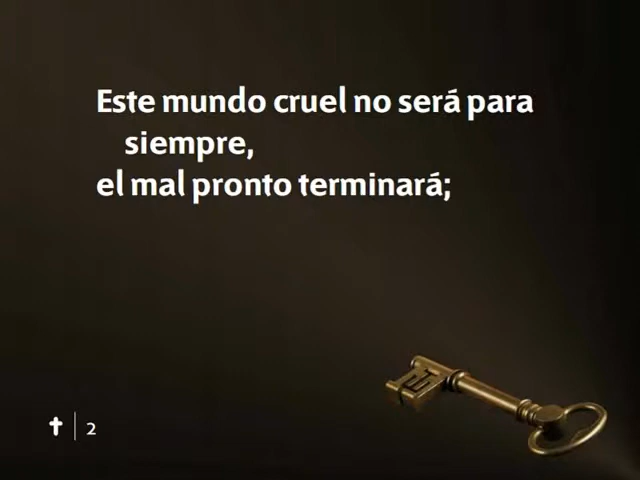 Este mundo cruel no será para
siempre,
el mal pronto terminará;
2